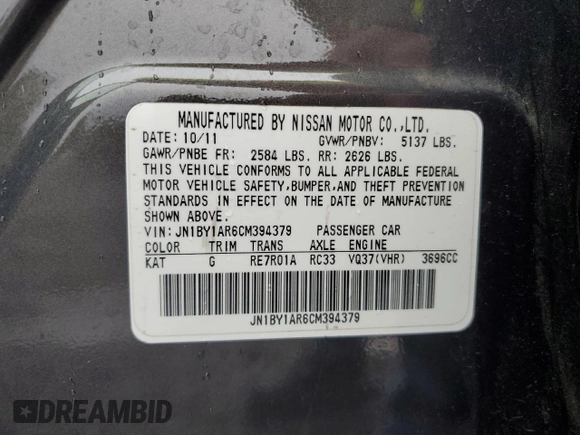 MANUFACTURED BY NISSAN MOTOR CO.,LTD.
DATE: 10/11 GVWR/PNBV: 5137 LBS.
GAWR/PNBE FR: 2584 LBS. RR: 2626 LBS.
THIS VEHICLE CONFORMS TO ALL APPLICABLE FEDERAL
MOTOR VEHICLE SAFETY,BUMPER,AND THEFT PREVENTION
STANDARDS IN EFFECT ON THE DATE OF MANUFACTURE
SHOWN ABOVE.
VIN: JN1BY1AR6CM394379 PASSENGER CAR
COLOR TRIM TRANS AXLE ENGINE
KAT G RE7R01A RC33 VQ37(VHR) 3696CC
JN1BY1AR6CM394379
DREAMBID